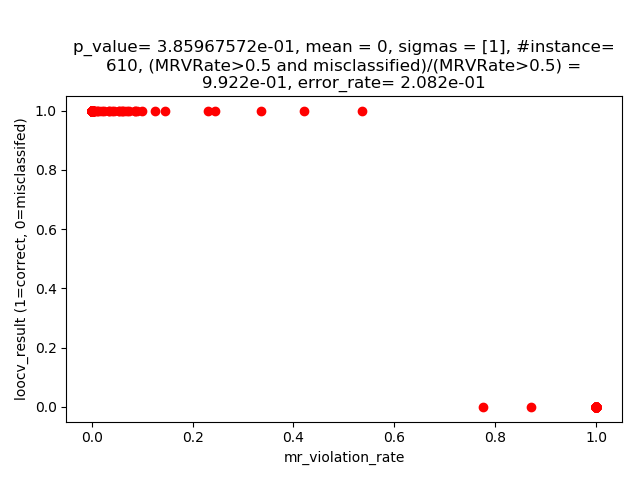 p_value= 3.85967572e-01, mean = 0, sigmas = [1], #instance=
610, (MRVRate>0.5 and misclassified)/(MRVRate>0.5) =
9.922e-01, error_rate= 2.082e-01
loocv_result (1=correct, 0=misclassifed)
1.0
0.8
0.6
0.4
0.2
0.0
0.0 0.2 0.4 0.6 0.8 1.0
mr_violation_rate